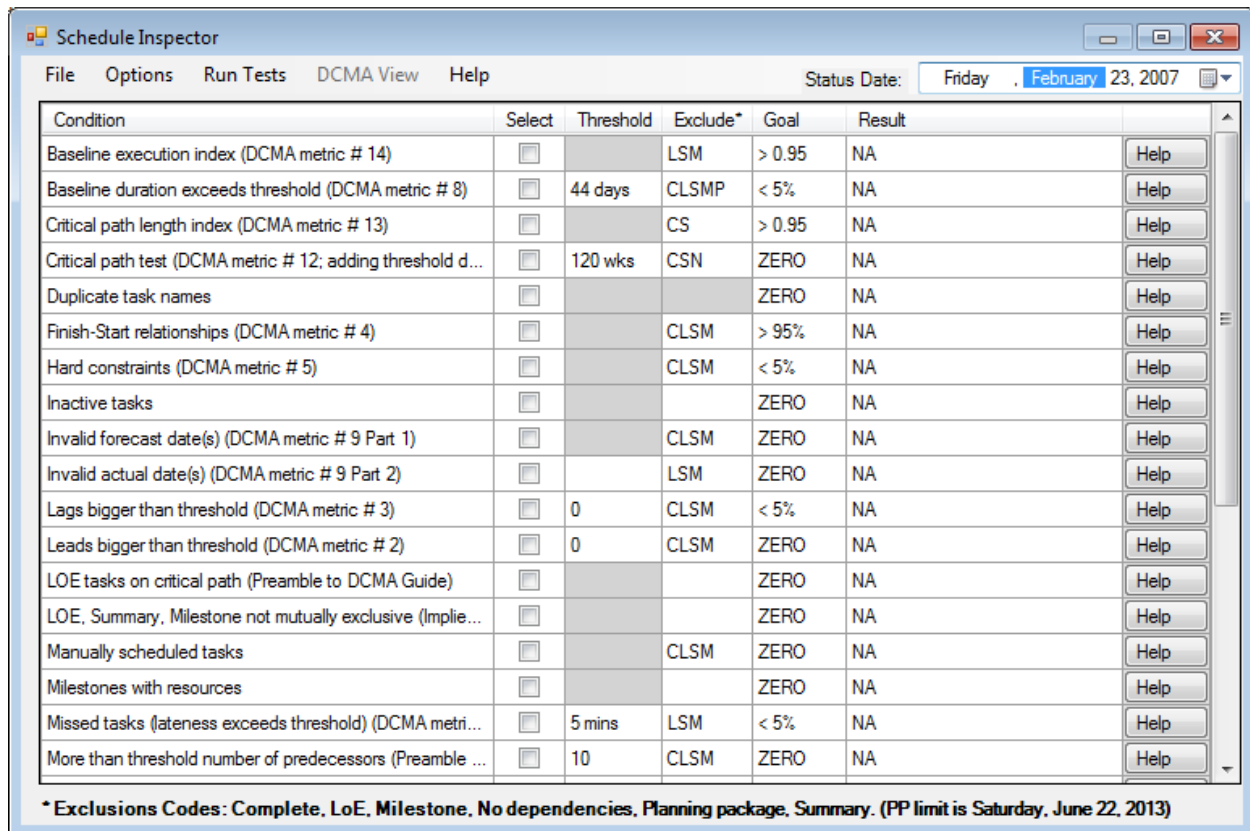 Schedule Inspector
File Options Run Tests DCMA View Help Status Date: Friday , February 23, 2007
Condition Select Threshold Exclude* Goal Result
Baseline execution index (DCMA metric # 14) LSM > 0.95 NA Help
Baseline duration exceeds threshold (DCMA metric # 8) 44 days CLSMP < 5% NA Help
Critical path length index (DCMA metric # 13) CS > 0.95 NA Help
Critical path test (DCMA metric # 12; adding threshold d... 120 wks CSN ZERO NA Help
Duplicate task names ZERO NA Help
Finish-Start relationships (DCMA metric # 4) CLSM > 95% NA Help
Hard constraints (DCMA metric # 5) CLSM < 5% NA Help
Inactive tasks ZERO NA Help
Invalid forecast date(s) (DCMA metric # 9 Part 1) CLSM ZERO NA Help
Invalid actual date(s) (DCMA metric # 9 Part 2) LSM ZERO NA Help
Lags bigger than threshold (DCMA metric # 3) 0 CLSM < 5% NA Help
Leads bigger than threshold (DCMA metric # 2) 0 CLSM ZERO NA Help
LOE tasks on critical path (Preamble to DCMA Guide) ZERO NA Help
LOE, Summary, Milestone not mutually exclusive (Implie... ZERO NA Help
Manually scheduled tasks CLSM ZERO NA Help
Milestones with resources ZERO NA Help
Missed tasks (lateness exceeds threshold) (DCMA metri... 5 mins LSM < 5% NA Help
More than threshold number of predecessors (Preamble ... 10 CLSM ZERO NA Help
* Exclusions Codes: Complete, LoE, Milestone, No dependencies, Planning package, Summary. (PP limit is Saturday, June 22, 2013)